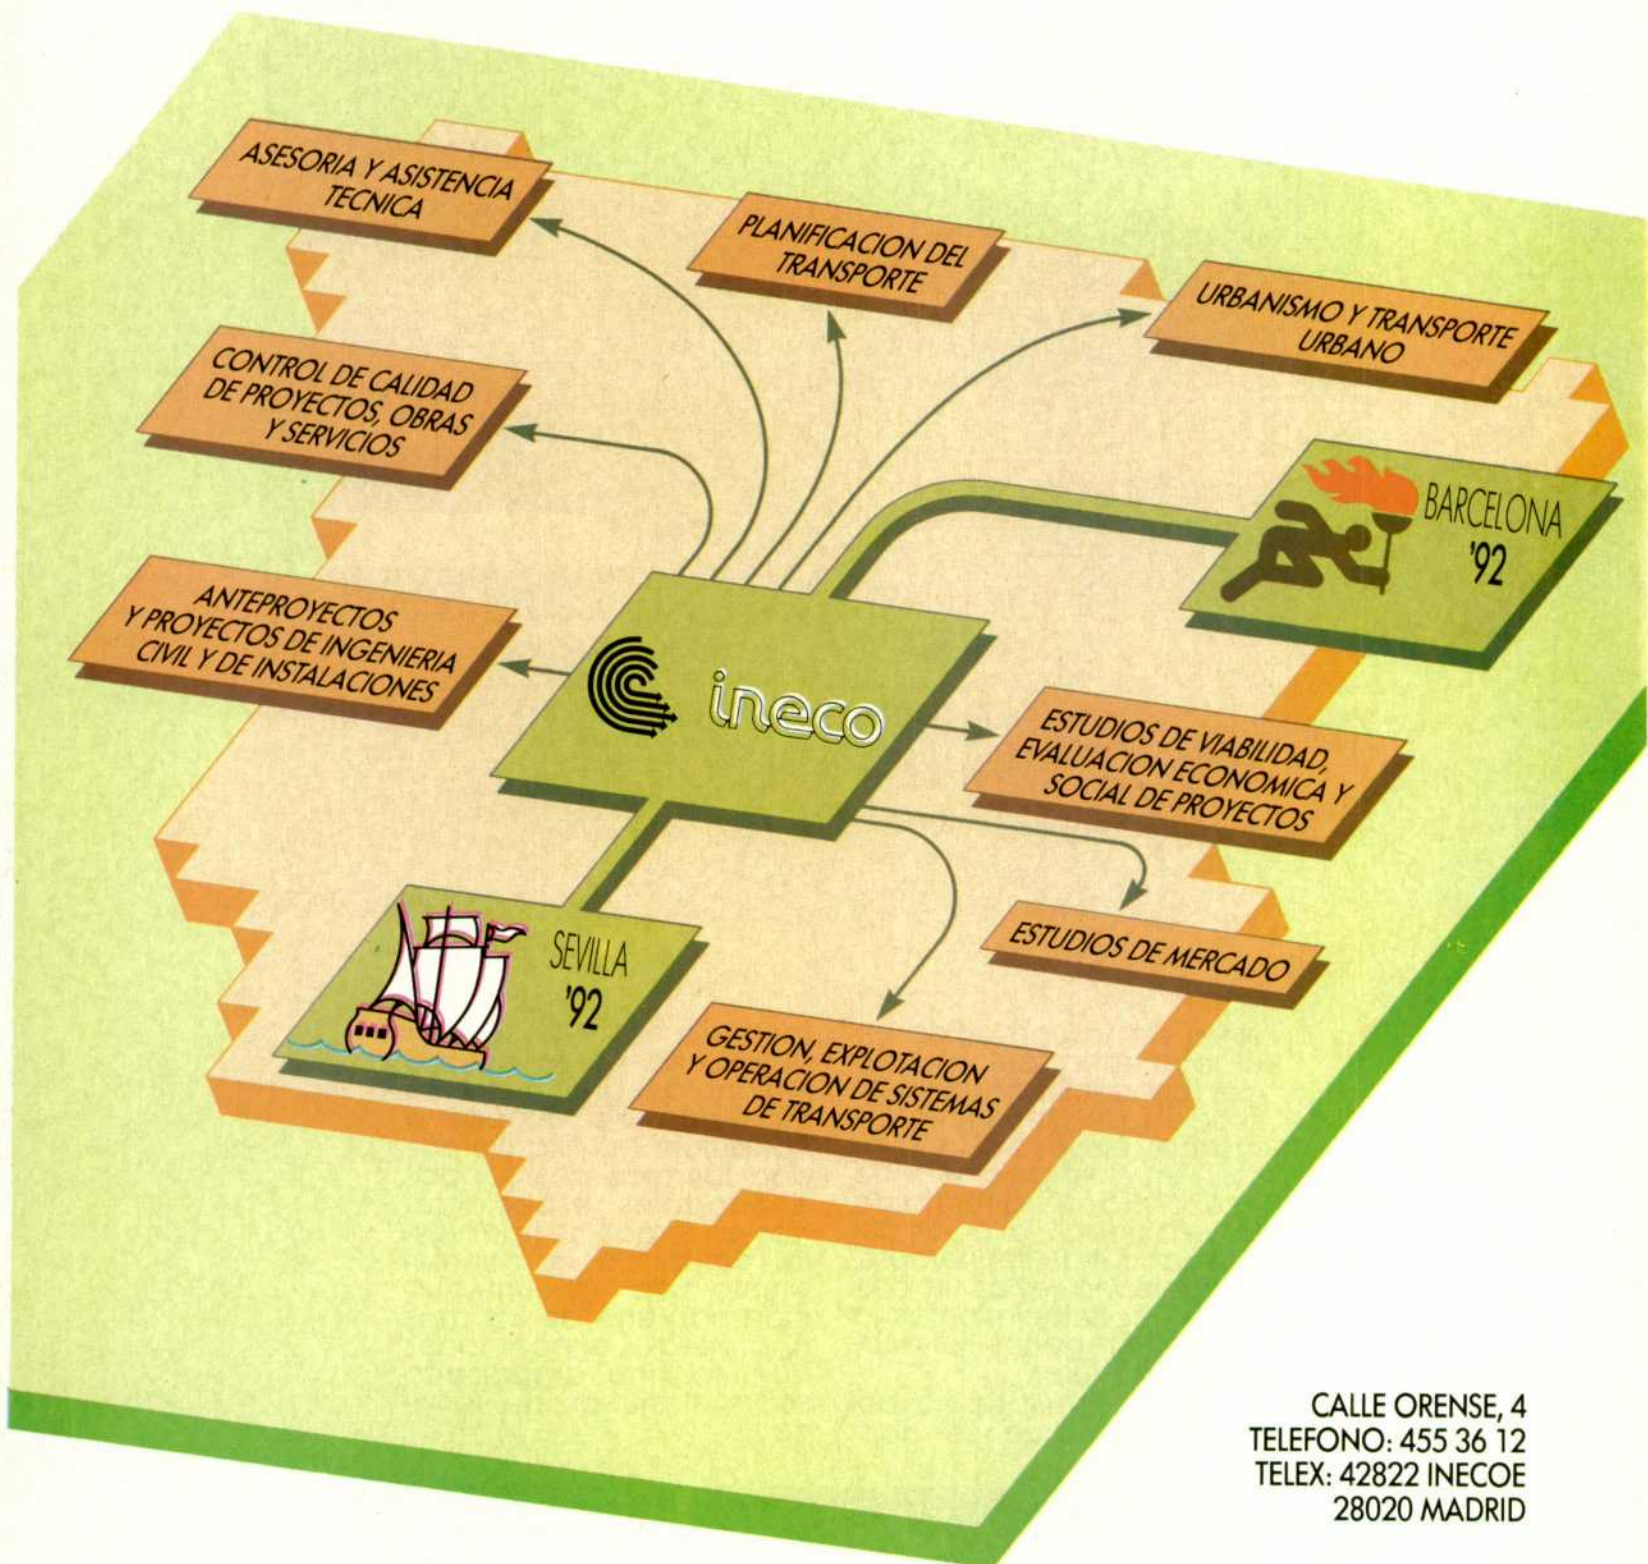 ASESORIA Y ASISTENCIA
TECNICA
PLANIFICACION DEL
TRANSPORTE
URBANISMO Y TRANSPORTE
URBANO
CONTROL DE CALIDAD
DE PROYECTOS, OBRAS
Y SERVICIOS
BARCELONA
'92
ANTEPROYECTOS
Y PROYECTOS DE INGENIERIA
CIVIL Y DE INSTALACIONES
ineco
ESTUDIOS DE VIABILIDAD,
EVALUACION ECONOMICA Y
SOCIAL DE PROYECTOS
SEVILLA
'92
ESTUDIOS DE MERCADO
GESTION, EXPLOTACION
Y OPERACION DE SISTEMAS
DE TRANSPORTE
CALLE ORENSE, 4
TELEFONO: 455 36 12
TELEX: 42822 INECOE
28020 MADRID